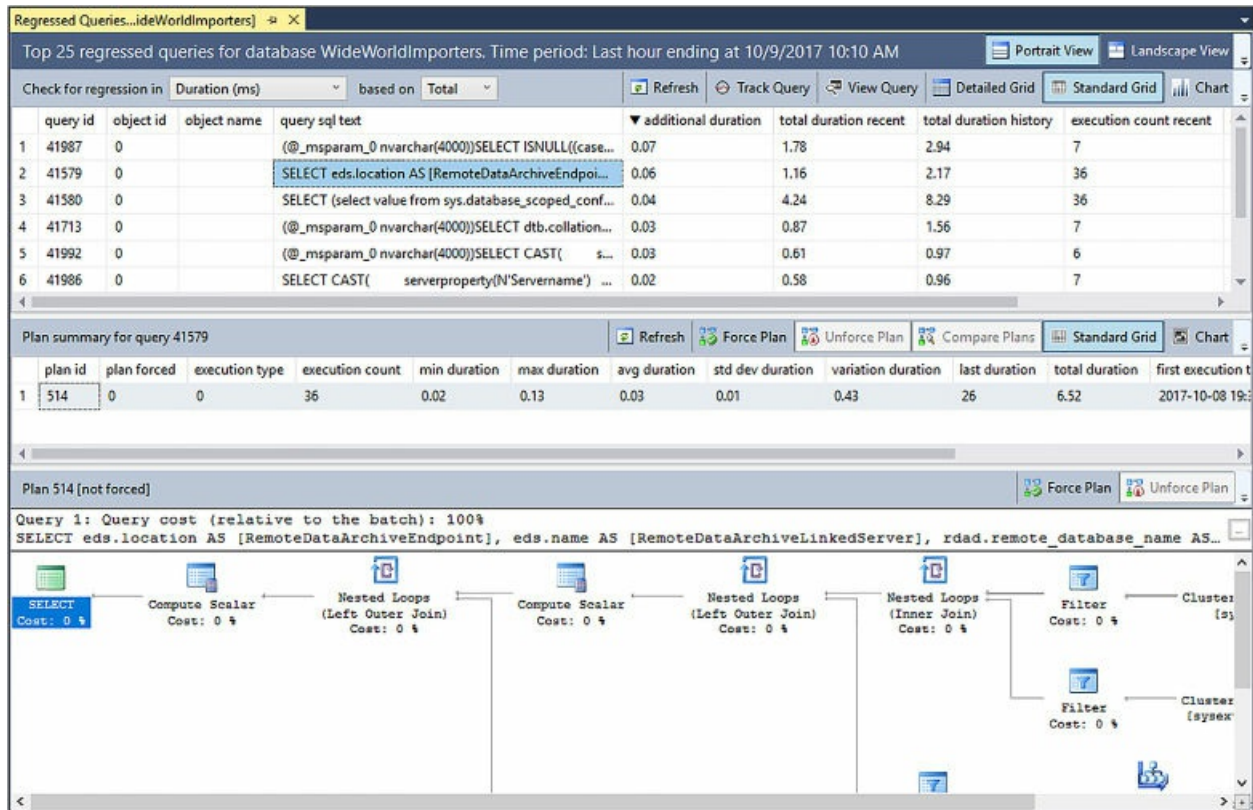 Regressed Queries...ideWorldImporters]
Top 25 regressed queries for database WideWorldImporters. Time period: Last hour ending at 10/9/2017 10:10 AM Portrait View Landscape View
Check for regression in Duration (ms) based on Total Refresh Track Query View Query Detailed Grid Standard Grid Chart
query id object id object name query sql text ▼ additional duration total duration recent total duration history execution count recent
1 41987 0 (@_msparam_0 nvarchar(4000))SELECT ISNULL((case... 0.07 1.78 2.94 7
2 41579 0 SELECT eds.location AS [RemoteDataArchiveEndpoi... 0.06 1.16 2.17 36
3 41580 0 SELECT (select value from sys.database_scoped_conf... 0.04 4.24 8.29 36
4 41713 0 (@_msparam_0 nvarchar(4000))SELECT dtb.collation... 0.03 0.87 1.56 7
5 41992 0 (@_msparam_0 nvarchar(4000))SELECT CAST( s... 0.03 0.61 0.97 6
6 41986 0 SELECT CAST( serverproperty(N'Servername') ... 0.02 0.58 0.96 7
Plan summary for query 41579 Refresh Force Plan Unforce Plan Compare Plans Standard Grid Chart
plan id plan forced execution type execution count min duration max duration avg duration std dev duration variation duration last duration total duration first execution t
1 514 0 0 36 0.02 0.13 0.03 0.01 0.43 26 6.52 2017-10-08 19:
Plan 514 [not forced] Force Plan Unforce Plan
Query 1: Query cost (relative to the batch): 100%
SELECT eds.location AS [RemoteDataArchiveEndpoint], eds.name AS [RemoteDataArchiveLinkedServer], rdad.remote_database_name AS...
SELECT
Cost: 0 %
Compute Scalar
Cost: 0 %
Nested Loops
(Left Outer Join)
Cost: 0 %
Compute Scalar
Cost: 0 %
Nested Loops
(Left Outer Join)
Cost: 0 %
Nested Loops
(Inner Join)
Cost: 0 %
Filter
Cost: 0 %
Cluster
[sy
Filter
Cost: 0 %
Cluster
[sysex